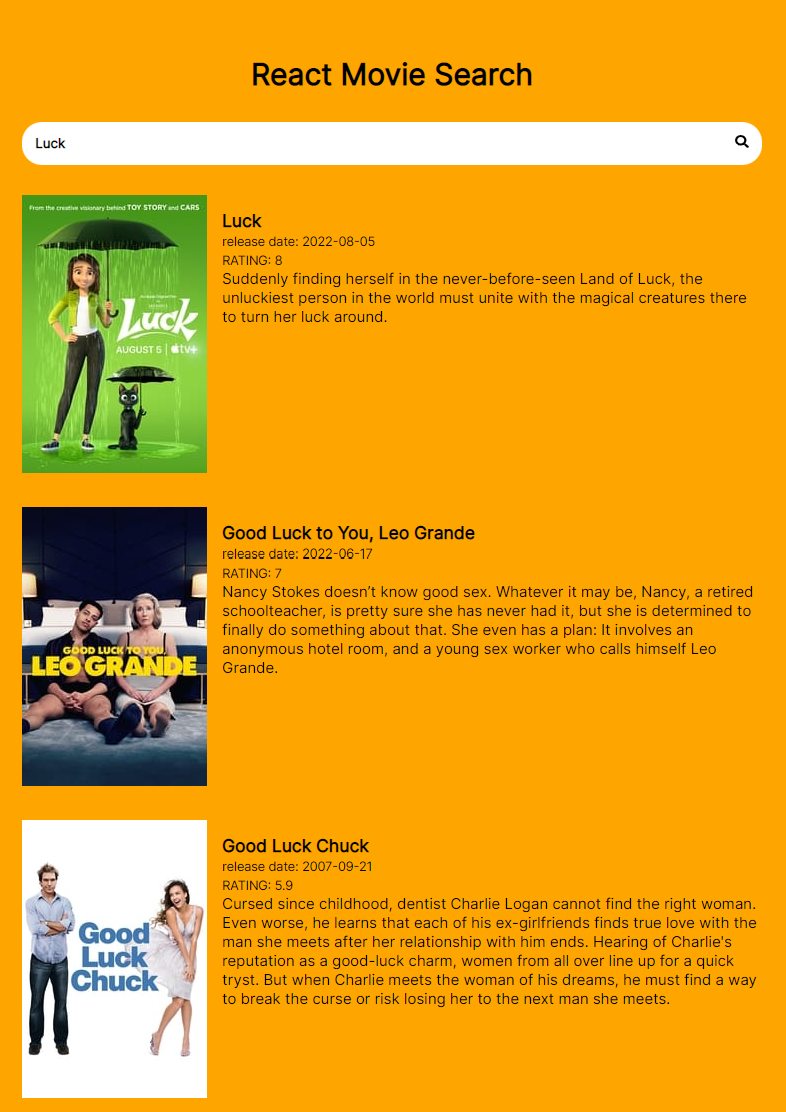 React Movie Search
Luck
From the creative visionary behind TOY STORY and CARS
Luck
AUGUST 5 | tv+
Luck
release date: 2022-08-05
RATING: 8
Suddenly finding herself in the never-before-seen Land of Luck, the
unluckiest person in the world must unite with the magical creatures there
to turn her luck around.
GOOD LUCK TO YOU,
LEO GRANDE
Good Luck to You, Leo Grande
release date: 2022-06-17
RATING: 7
Nancy Stokes doesn’t know good sex. Whatever it may be, Nancy, a retired
schoolteacher, is pretty sure she has never had it, but she is determined to
finally do something about that. She even has a plan: It involves an
anonymous hotel room, and a young sex worker who calls himself Leo
Grande.
Good
Luck
Chuck
Good Luck Chuck
release date: 2007-09-21
RATING: 5.9
Cursed since childhood, dentist Charlie Logan cannot find the right woman.
Even worse, he learns that each of his ex-girlfriends finds true love with the
man she meets after her relationship with him ends. Hearing of Charlie's
reputation as a good-luck charm, women from all over line up for a quick
tryst. But when Charlie meets the woman of his dreams, he must find a way
to break the curse or risk losing her to the next man she meets.